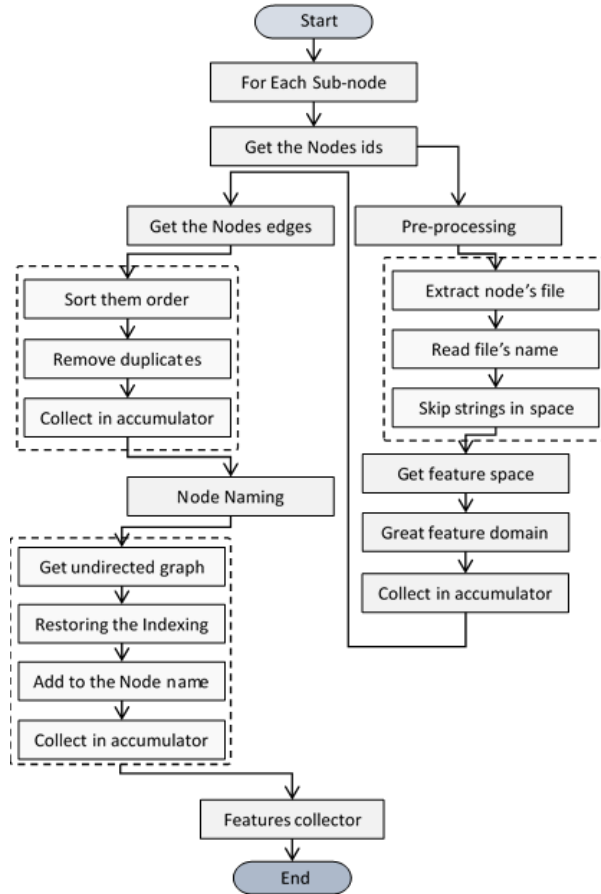 Start
For Each Sub-node
Get the Nodes ids
Get the Nodes edges
Pre-processing
Sort them order
Remove duplicates
Collect in accumulator
Extract node's file
Read file's name
Skip strings in space
Get feature space
Great feature domain
Collect in accumulator
Node Naming
Get undirected graph
Restoring the Indexing
Add to the Node name
Collect in accumulator
Features collector
End